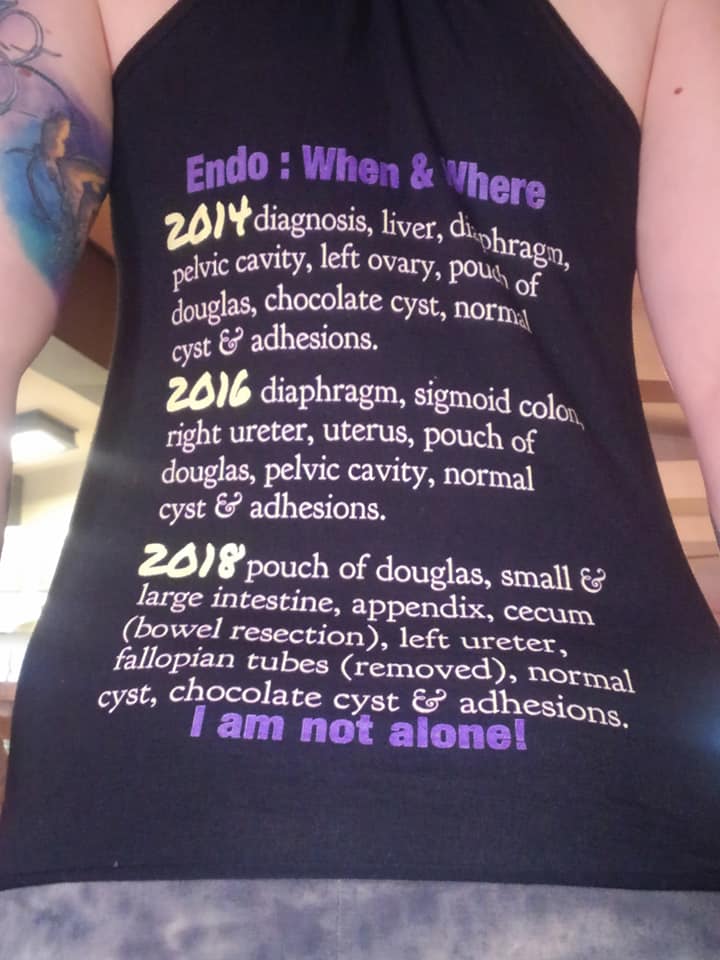 Endo : When & Where
2014 diagnosis, liver, diaphragm,
pelvic cavity, left ovary, pouch of
douglas, chocolate cyst, normal
cyst & adhesions.
2016 diaphragm, sigmoid colon,
right ureter, uterus, pouch of
douglas, pelvic cavity, normal
cyst & adhesions.
2018 pouch of douglas, small &
large intestine, appendix, cecum
(bowel resection), left ureter,
fallopian tubes (removed), normal
cyst, chocolate cyst & adhesions.
I am not alone!